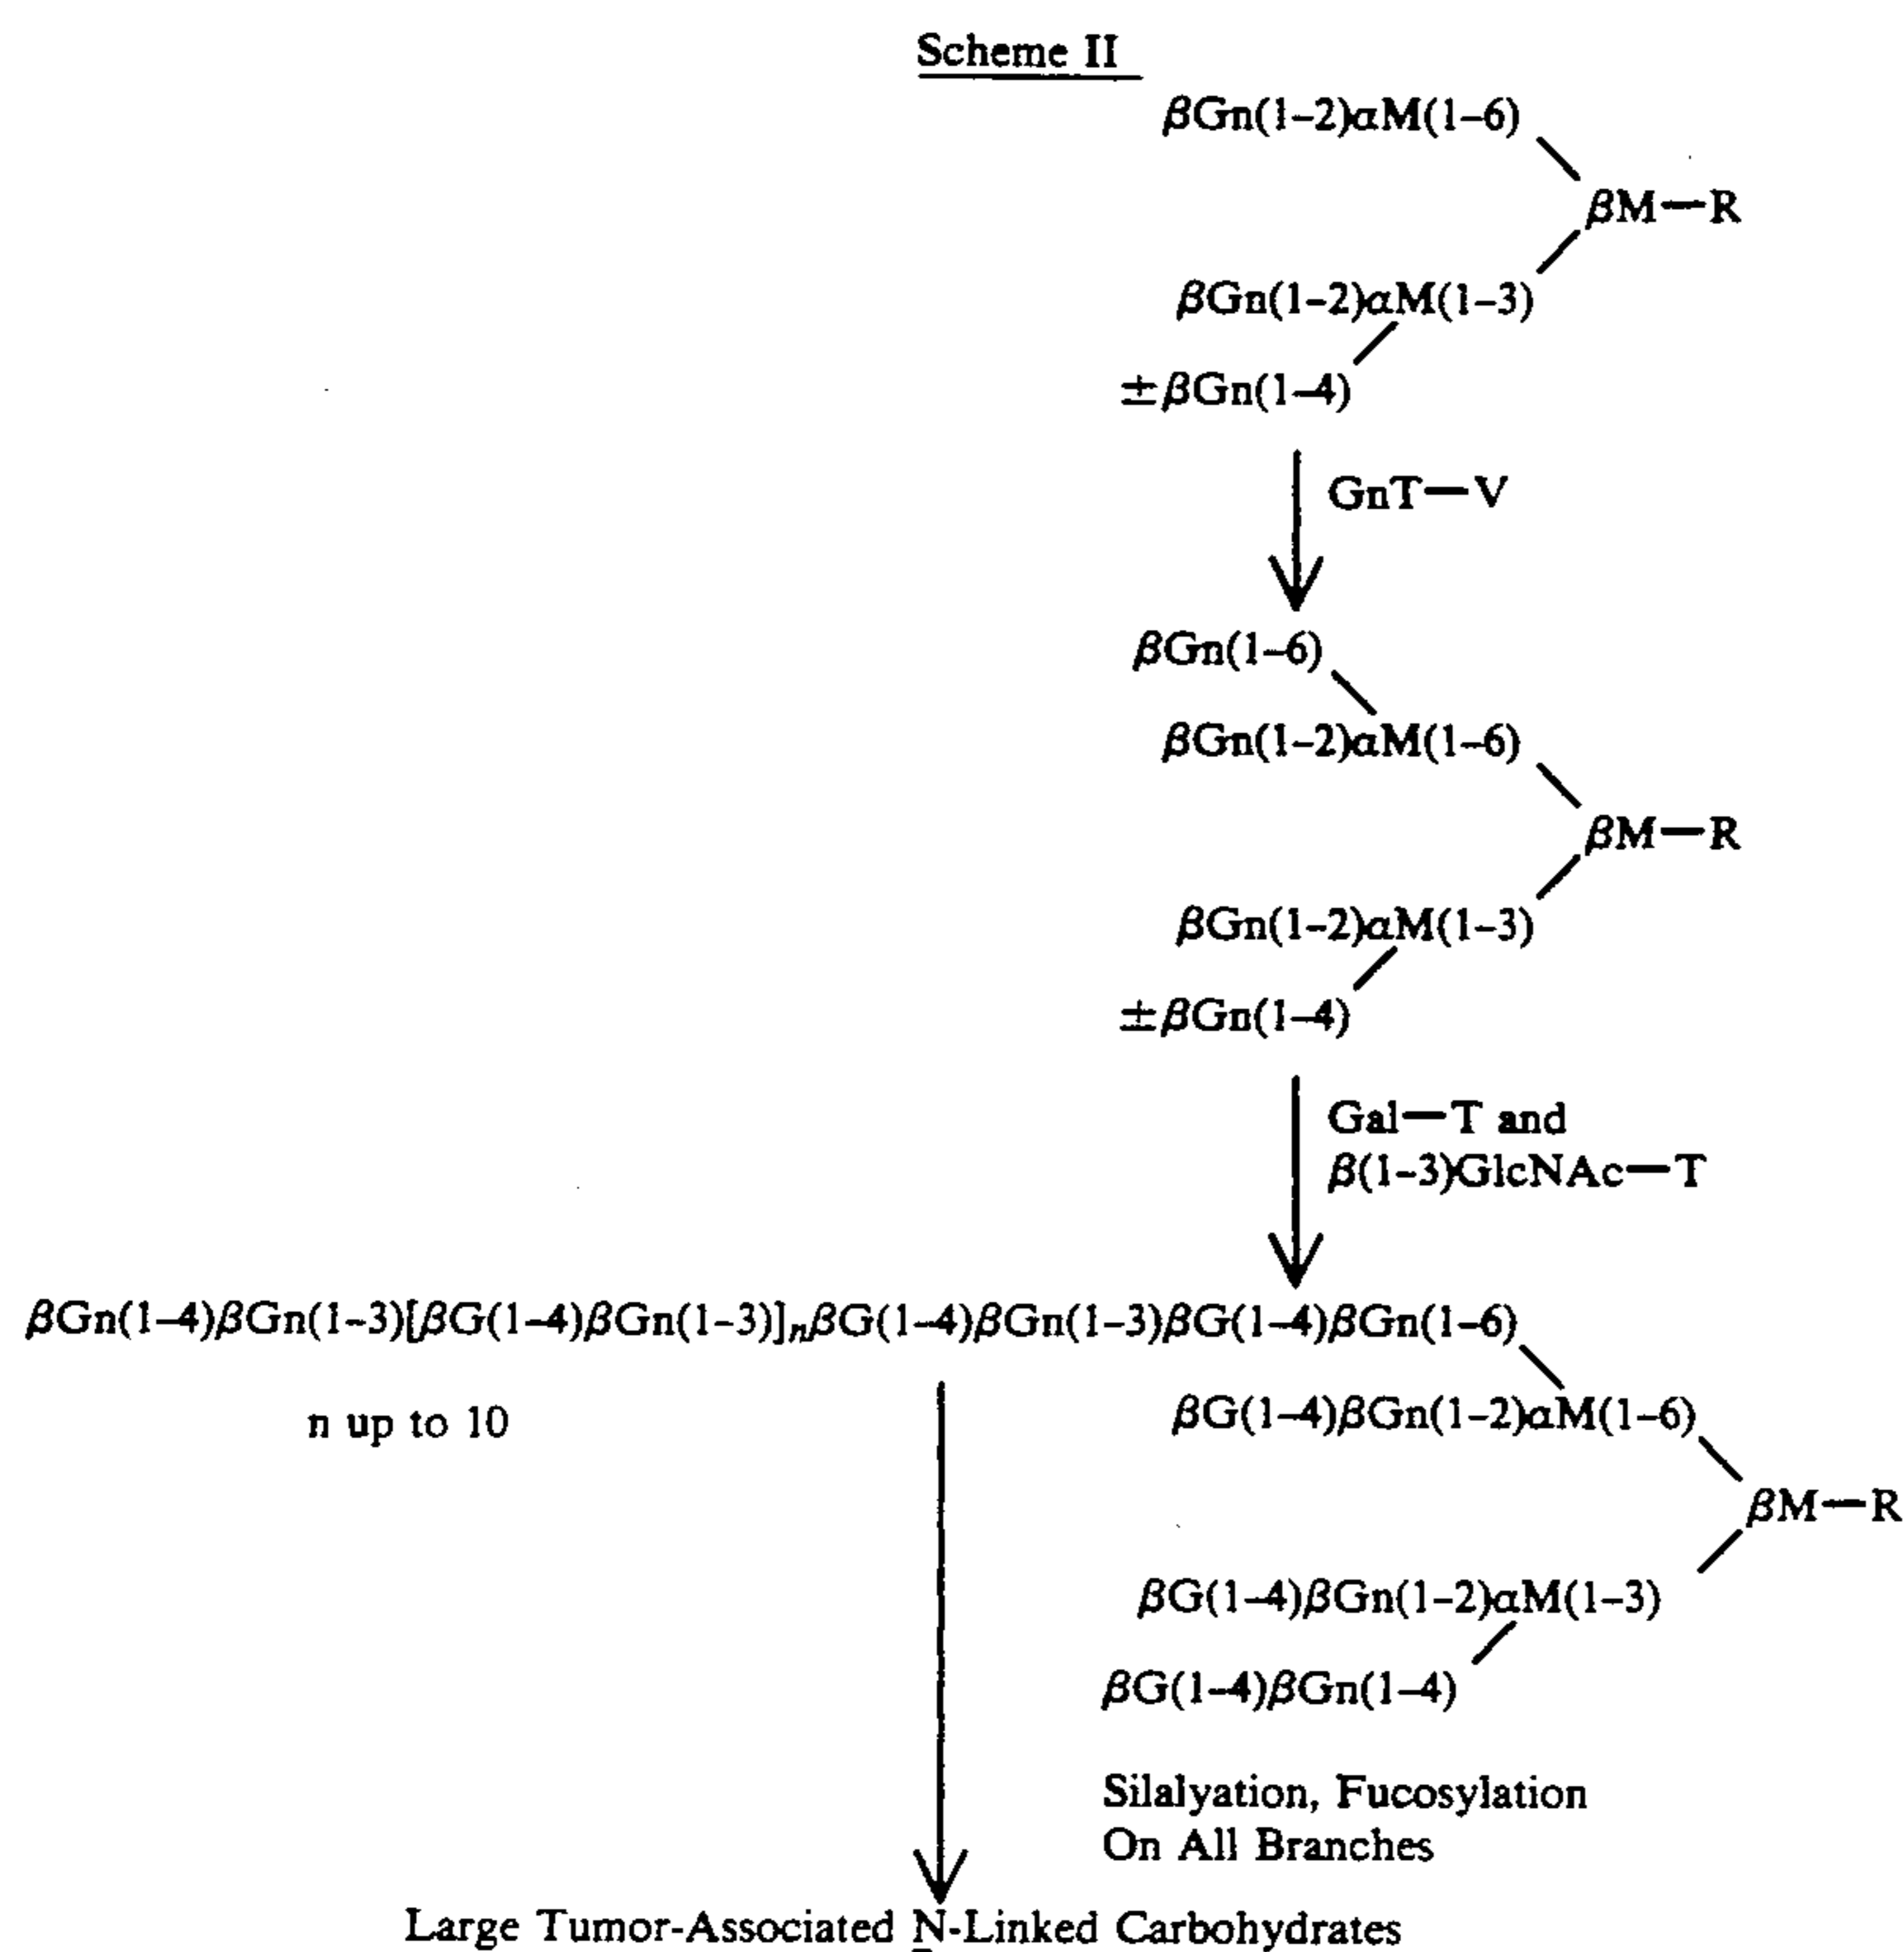 Scheme II
βGn(1–2)αM(1–6)
βM—R
βGn(1–2)αM(1–3)
±βGn(1–4)
GnT—V
βGn(1–6)
βGn(1–2)αM(1–6)
βM—R
βGn(1–2)αM(1–3)
±βGn(1–4)
Gal—T and
β(1–3)GlcNAc—T
βGn(1–4)βGn(1–3)[βG(1–4)βGn(1–3)]nβG(1–4)βGn(1–3)βG(1–4)βGn(1–6)
n up to 10
βG(1–4)βGn(1–2)αM(1–6)
βM—R
βG(1–4)βGn(1–2)αM(1–3)
βG(1–4)βGn(1–4)
Silalyation, Fucosylation
On All Branches
Large Tumor-Associated N-Linked Carbohydrates